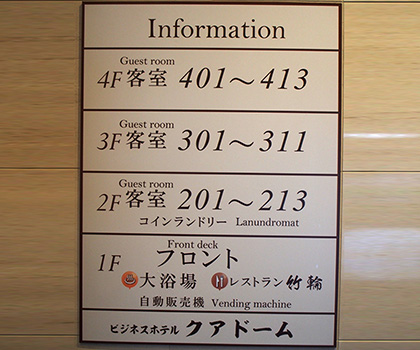 Information
Guest room
4F 客室 401～413
Guest room
3F 客室 301～311
Guest room
2F 客室 201～213
コインランドリー Lanundromat
Front deck
1F フロント
大浴場 レストラン 竹輪
自動販売機 Vending machine
ビジネスホテル クアドーム